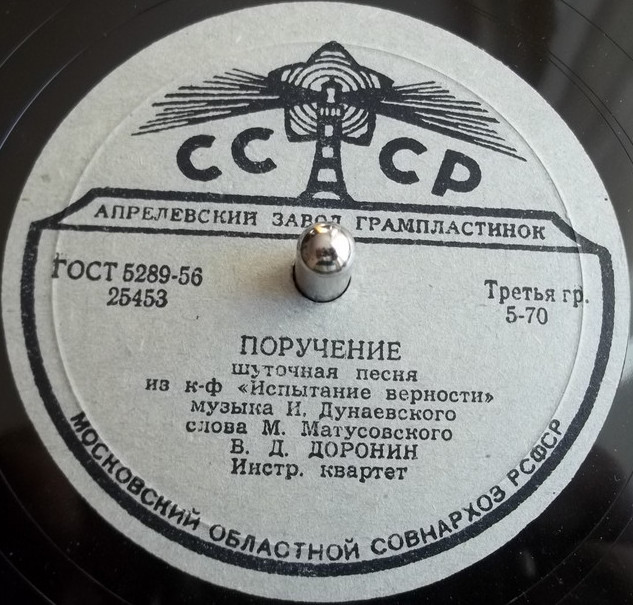 СССР
АПРЕЛЕВСКИЙ ЗАВОД ГРАМПЛАСТИНОК
ГОСТ 5289-56
25453
Третья гр.
5-70
ПОРУЧЕНИЕ
шуточная песня
из к-ф «Испытание верности»
музыка И. Дунаевского
слова М. Матусовского
В. Д. ДОРОНИН
Инстр. квартет
МОСКОВСКИЙ ОБЛАСТНОЙ СОВНАРХОЗ РСФСР